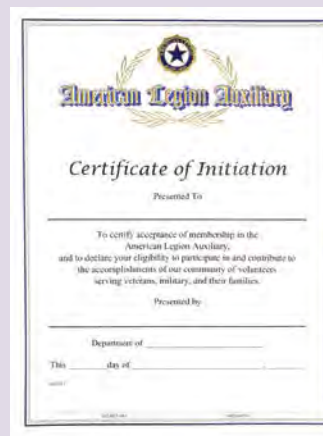 American Legion Auxiliary
Certificate of Initiation
Presented To
To certify acceptance of membership in the
American Legion Auxiliary,
and to declare your eligibility to participate in and contribute to
the accomplishments of our community of volunteers
serving veterans, military, and their families.
Presented by
Department of
This day of ,